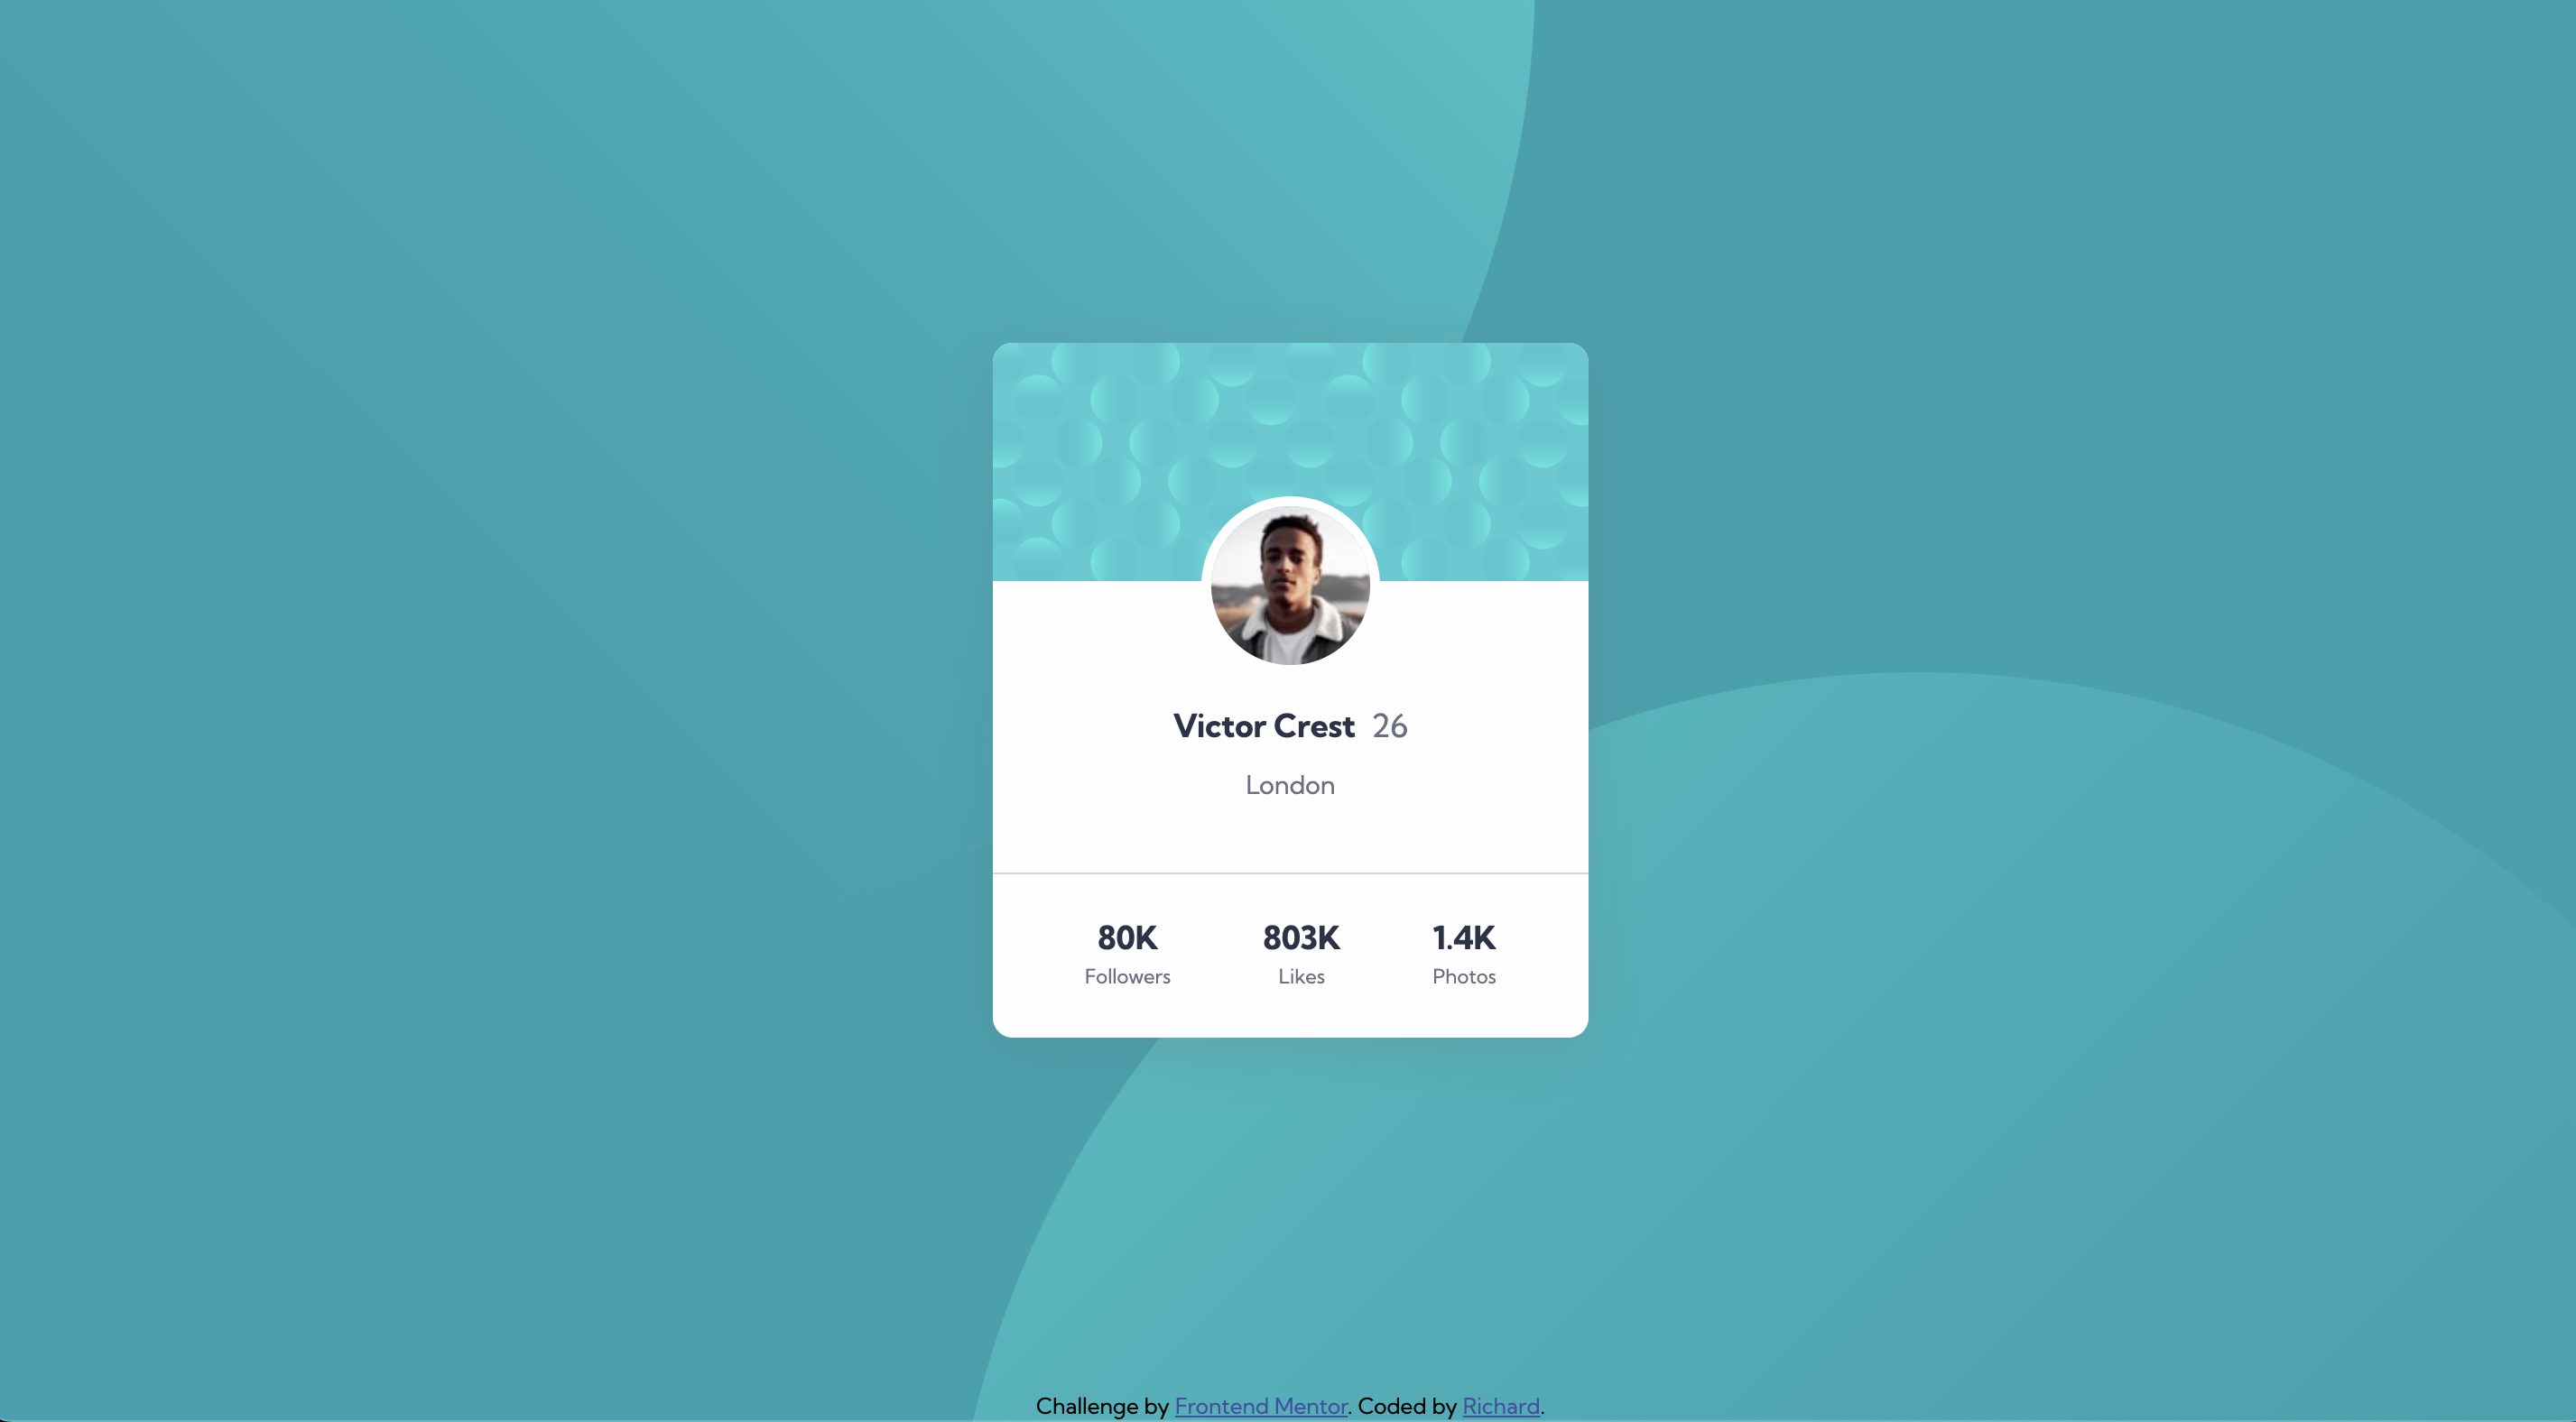 Victor Crest 26
London
80K 803K 1.4K
Followers Likes Photos
Challenge by Frontend Mentor. Coded by Richard.